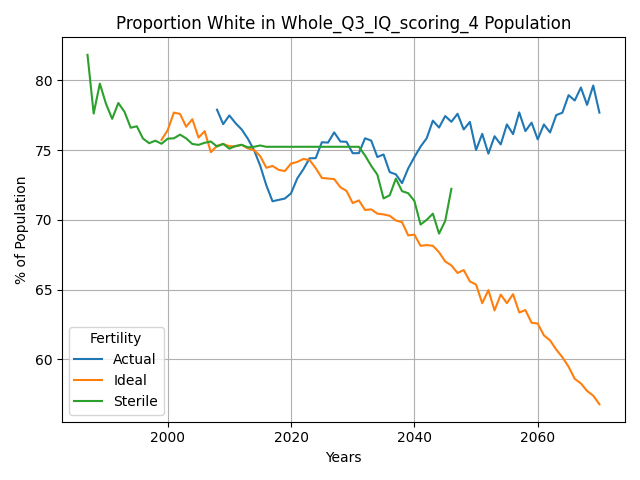 Proportion White in Whole_Q3_IQ_scoring_4 Population
% of Population
80
75
70
65
60
Fertility
Actual
Ideal
Sterile
2000
2020
2040
2060
Years